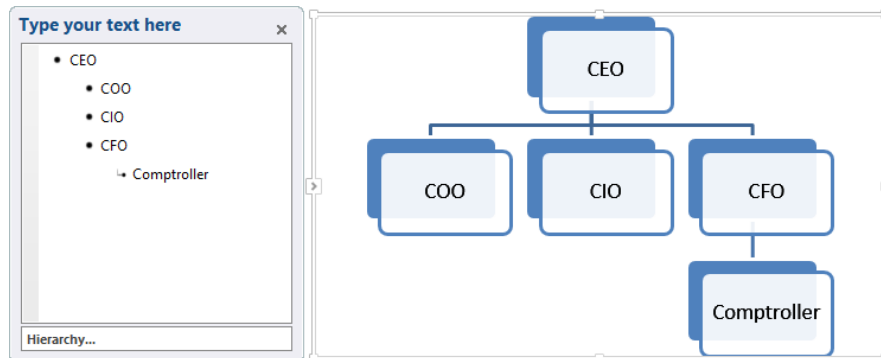 Type your text here
CEO
COO
CIO
CFO
Comptroller
Hierarchy...
CEO
COO CIO CFO
Comptroller